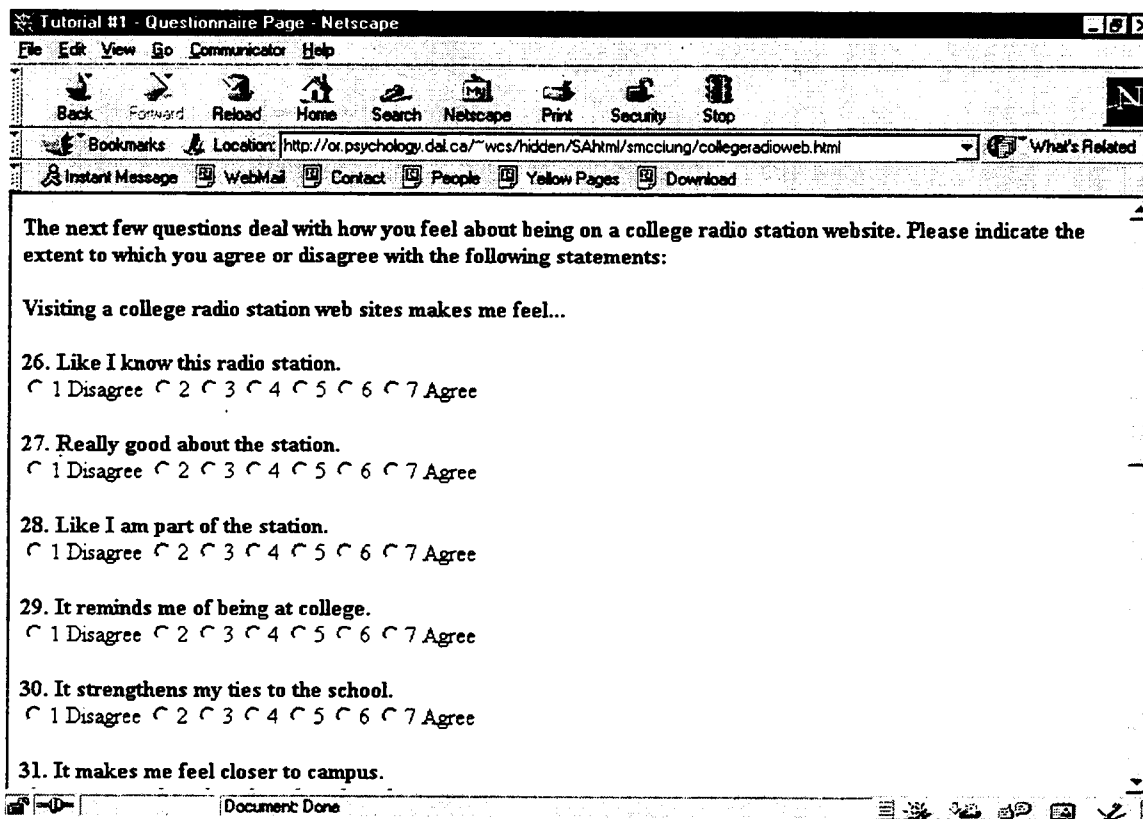 Tutorial #1 - Questionnaire Page - Netscape
File Edit View Go Communicator Help
Back Forward Reload Home Search Netscape Print Security Stop
My
N
Bookmarks Location: http://or.psychology.dal.ca/~wcs/hidden/SAhtml/smcclung/collegeradioweb.html What's Related
Instant Message WebMail Contact People Yellow Pages Download
The next few questions deal with how you feel about being on a college radio station website. Please indicate the
extent to which you agree or disagree with the following statements:
Visiting a college radio station web sites makes me feel...
26. Like I know this radio station.
1 Disagree 2 3 4 5 6 7 Agree
27. Really good about the station.
1 Disagree 2 3 4 5 6 7 Agree
28. Like I am part of the station.
1 Disagree 2 3 4 5 6 7 Agree
29. It reminds me of being at college.
1 Disagree 2 3 4 5 6 7 Agree
30. It strengthens my ties to the school.
1 Disagree 2 3 4 5 6 7 Agree
31. It makes me feel closer to campus.
Document: Done